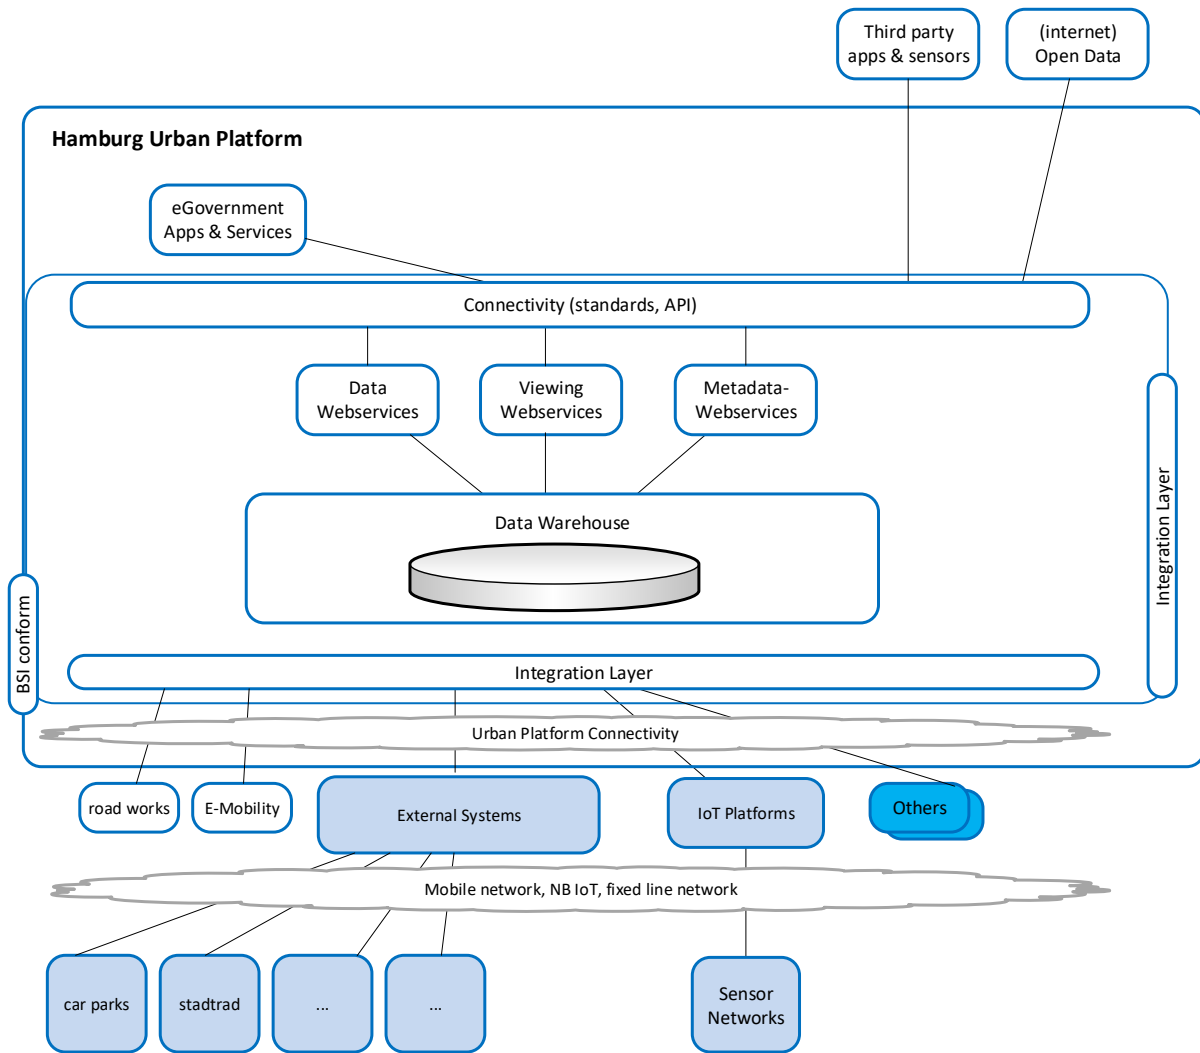 Third party
apps & sensors
(internet)
Open Data
Hamburg Urban Platform
eGovernment
Apps & Services
Connectivity (standards, API)
Data
Webservices
Viewing
Webservices
Metadata-
Webservices
Integration Layer
Data Warehouse
BSI conform
Integration Layer
Urban Platform Connectivity
road works
E-Mobility
External Systems
IoT Platforms
Others
Mobile network, NB IoT, fixed line network
car parks
stadtrad
...
...
Sensor
Networks